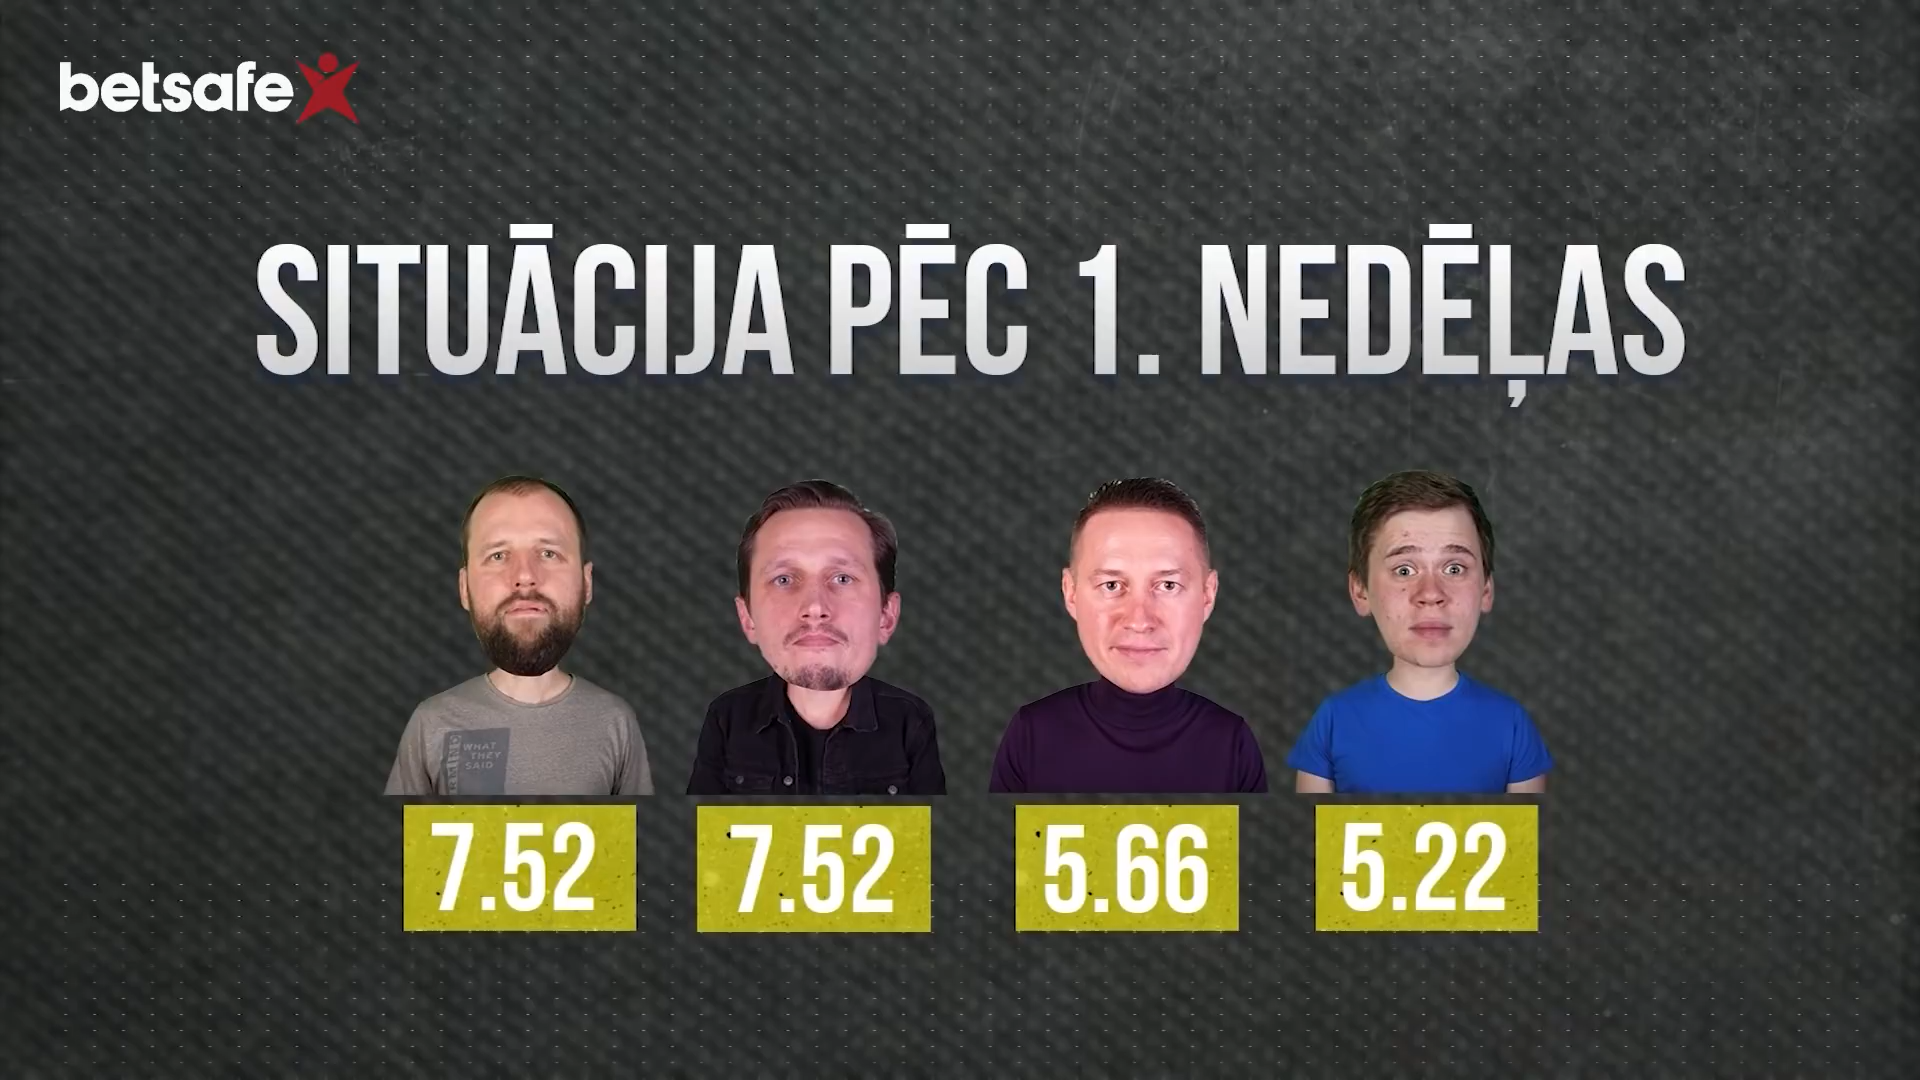 betsafe
SITUĀCIJA PĒC 1. NEDĒĻAS
WHAT
THEY
SAID
7.52
7.52
5.66
5.22